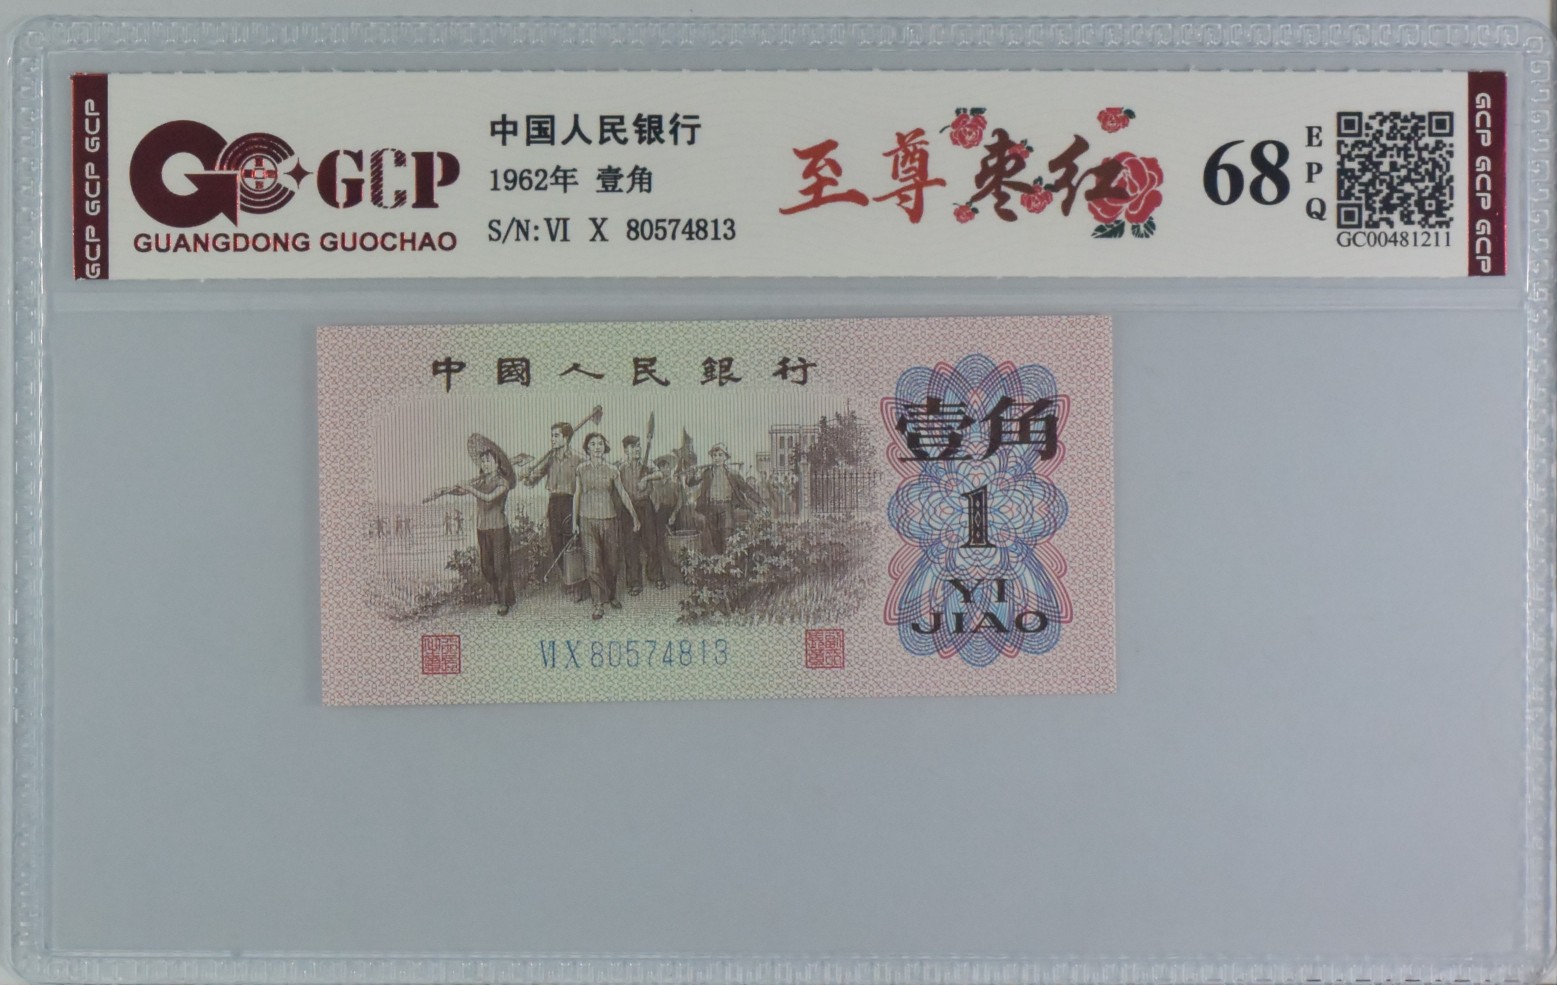 GCP GCP GCP
GCP
GUANGDONG GUOCHAO
中国人民银行
1962年 壹角
S/N:VI X 80574813
至尊枣红
68
EPQ
GC00481211
GCP GCP GCP
中國人民銀行
壹角
1
YI
JIAO
VI X 80574813